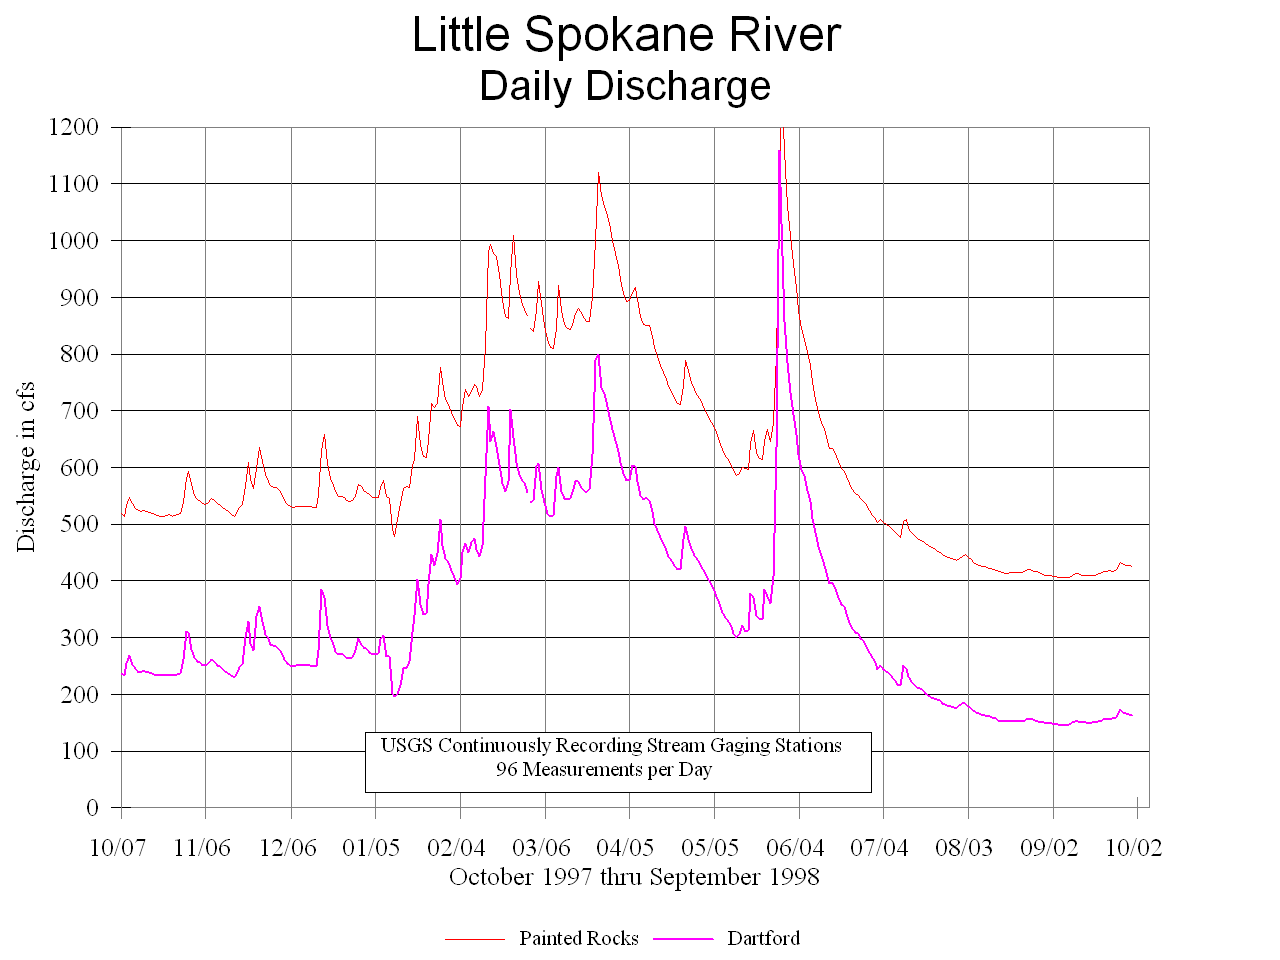 Little Spokane River
Daily Discharge
1200
1100
1000
900
800
700
600
500
400
300
200
100
0
Discharge in cfs
USGS Continuously Recording Stream Gaging Stations
96 Measurements per Day
10/07 11/06 12/06 01/05 02/04 03/06 04/05 05/05 06/04 07/04 08/03 09/02 10/02
October 1997 thru September 1998
Painted Rocks Dartford